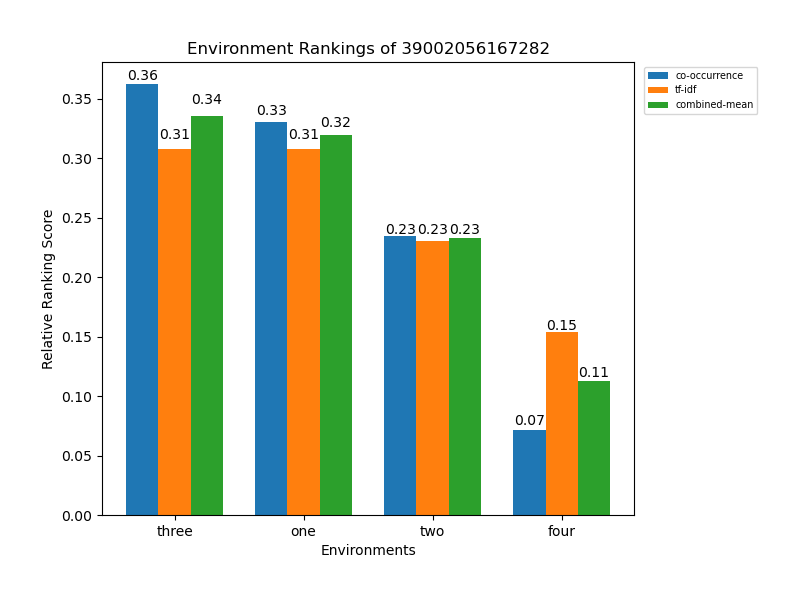 Environment Rankings of 39002056167282
co-occurrence
tf-idf
combined-mean
Relative Ranking Score
0.35
0.30
0.25
0.20
0.15
0.10
0.05
0.00
0.36
0.31
0.34
0.33
0.31
0.32
0.23 0.23 0.23
0.07
0.15
0.11
three one two four
Environments